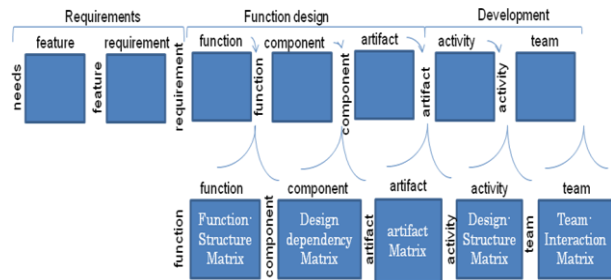 Requirements Function design Development
feature requirement function component artifact activity team
needs
feature
requirement
function
component
artifact
activity
function component artifact activity team
function
component
artifact
activity
team
Function-
Structure
Matrix
Design
dependency
Matrix
artifact
Matrix
Design-
Structure
Matrix
Team-
Interaction
Matrix